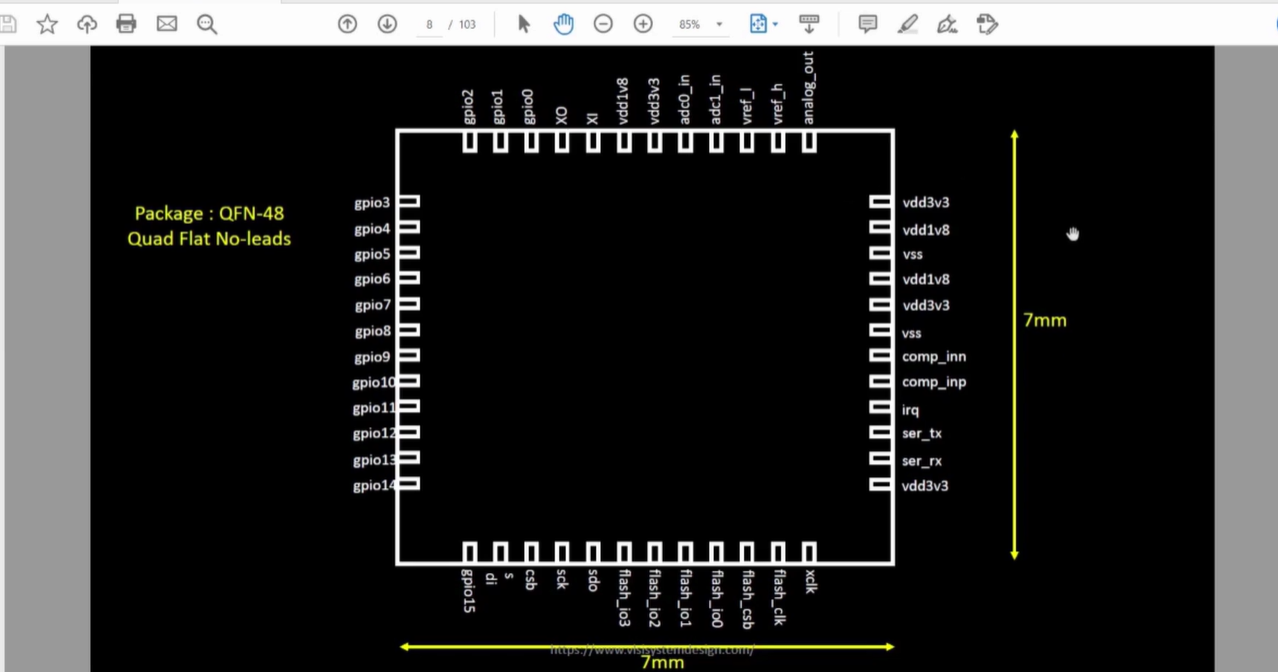 8 / 103
85%
gpio2
gpio1
gpio0
XO
XI
vdd1v8
vdd3v3
adc0_in
adc1_in
vref_l
vref_h
analog_out
Package : QFN-48
Quad Flat No-leads
gpio3
gpio4
gpio5
gpio6
gpio7
gpio8
gpio9
gpio10
gpio11
gpio12
gpio13
gpio14
vdd3v3
vdd1v8
vss
vdd1v8
vdd3v3
vss
comp_inn
comp_inp
irq
ser_tx
ser_rx
vdd3v3
7mm
gpio15
s
di
csb
sck
sdo
flash_io3
flash_io2
flash_io1
flash_io0
flash_csb
flash_clk
xclk
https://www.vlsisystemdesign.com/
7mm